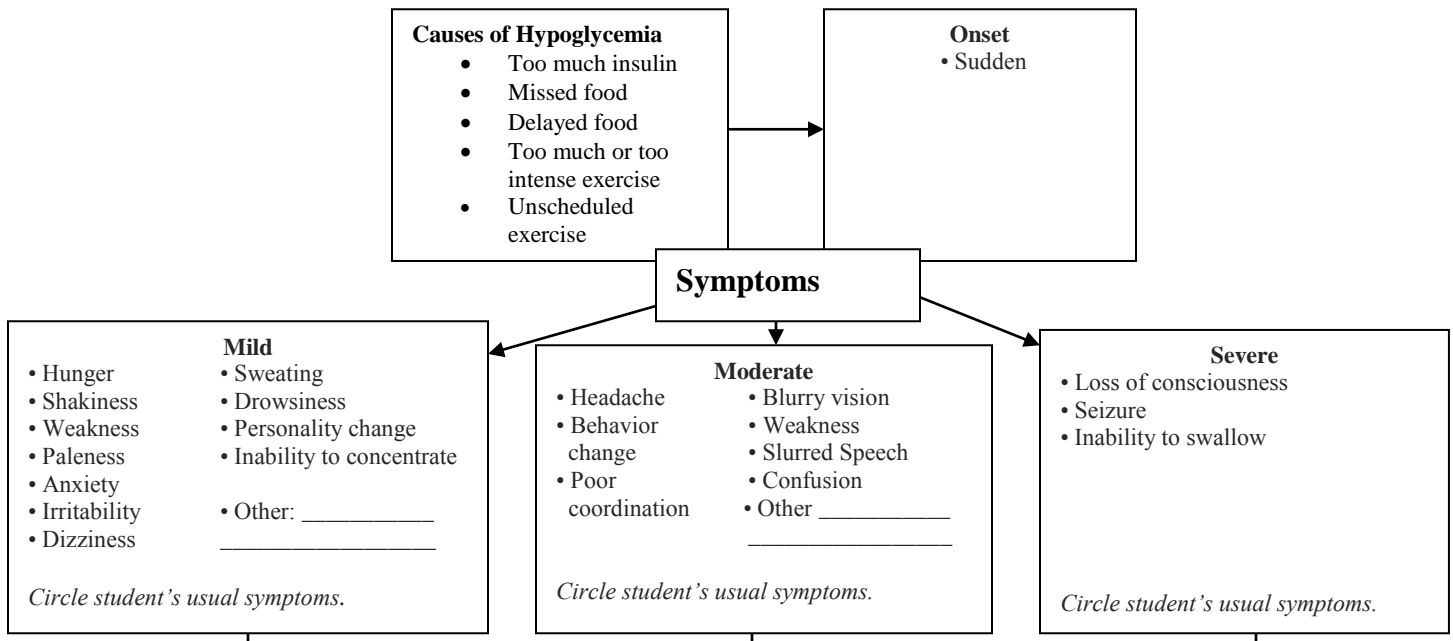 Causes of Hypoglycemia
• Too much insulin
• Missed food
• Delayed food
• Too much or too
intense exercise
• Unscheduled
exercise
Onset
• Sudden
Symptoms
Mild
• Hunger
• Shakiness
• Weakness
• Paleness
• Anxiety
• Irritability
• Dizziness
• Sweating
• Drowsiness
• Personality change
• Inability to concentrate
• Other: ___________
__________________
Circle student’s usual symptoms.
Moderate
• Headache
• Behavior
change
• Poor
coordination
• Blurry vision
• Weakness
• Slurred Speech
• Confusion
• Other ___________
_________________
Circle student’s usual symptoms.
Severe
• Loss of consciousness
• Seizure
• Inability to swallow
Circle student’s usual symptoms.